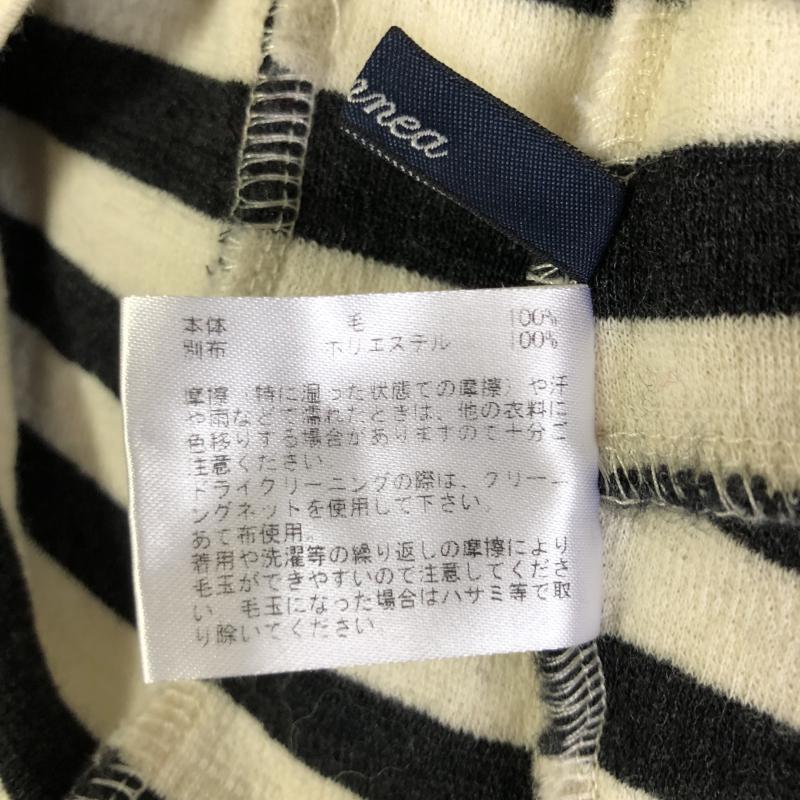 nnea
本体 毛 100%
別布 ポリエステル 100%
摩擦（特に湿った状態での摩擦）や汗
や雨などで濡れたときは、他の衣料に
色移りする場合がありますので十分ご
注意ください。
ドライクリーニングの際は、クリーニ
ングネットを使用して下さい。
あて布使用。
着用や洗濯等の繰り返しの摩擦により
毛玉ができやすいので注意してくださ
い。毛玉になった場合はハサミ等で取
り除いてください